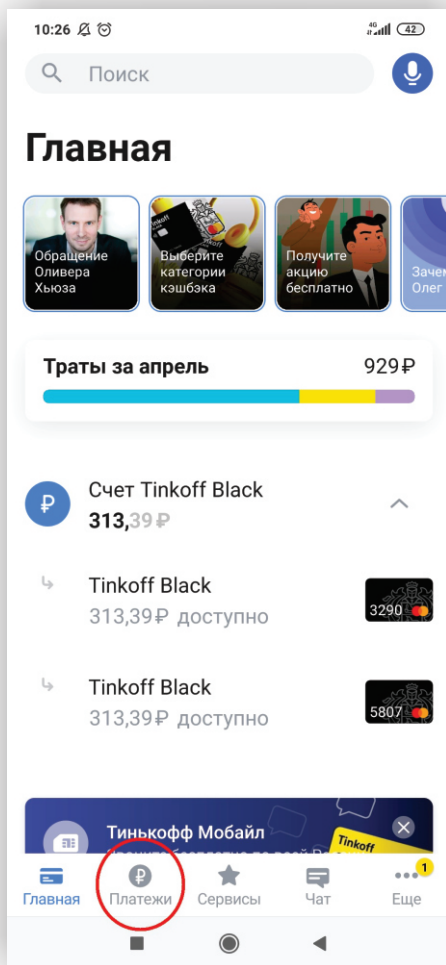 10:26
4G
42
Поиск
Главная
Обращение
Оливера
Хьюза
Выберите
категории
кэшбэка
Получите
акцию
бесплатно
Зачем
Олег
Траты за апрель
929 ₽
Счет Tinkoff Black
313,39 ₽
Tinkoff Black
313,39 ₽ доступно
3290
Tinkoff Black
313,39 ₽ доступно
5807
Тинькофф Мобайл
Tinkoff
1
Главная
Платежи
Сервисы
Чат
Еще